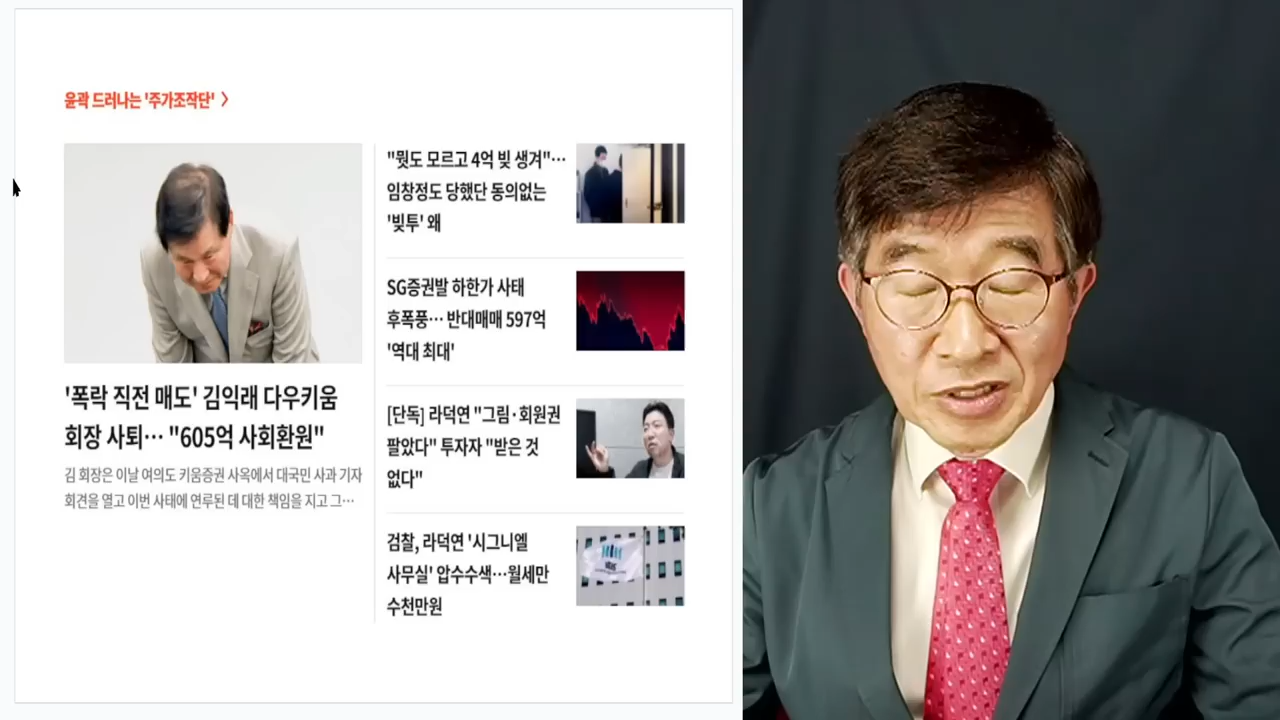 윤곽 드러나는 '주가조작단' >
'폭락 직전 매도' 김익래 다우키움
회장 사퇴… "605억 사회환원"
김 회장은 이날 여의도 키움증권 사옥에서 대국민 사과 기자
회견을 열고 이번 사태에 연루된 데 대한 책임을 지고 그…
"뭣도 모르고 4억 빚 생겨"…
임창정도 당했단 동의없는
'빚투' 왜
SG증권발 하한가 사태
후폭풍… 반대매매 597억
'역대 최대'
[단독] 라덕연 "그림·회원권
팔았다" 투자자 "받은 것
없다"
검찰, 라덕연 '시그니엘
사무실' 압수수색…월세만
수천만원